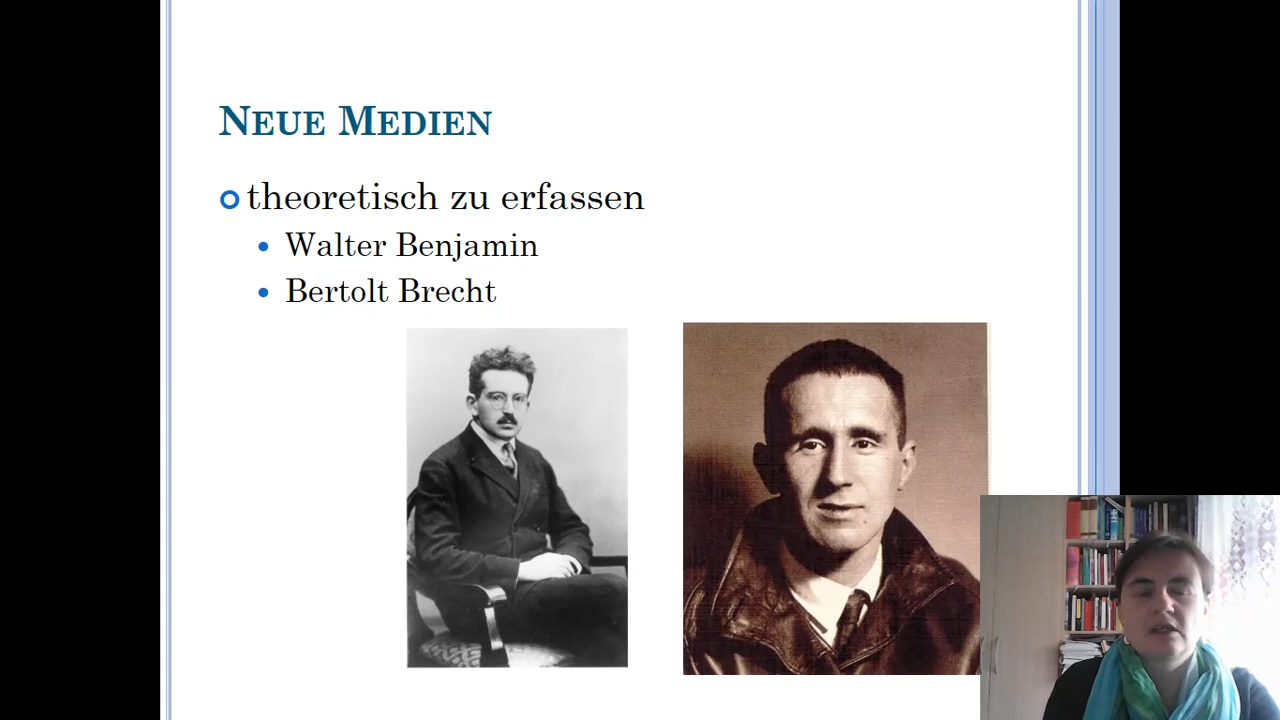 Neue Medien
theoretisch zu erfassen
Walter Benjamin
Bertolt Brecht